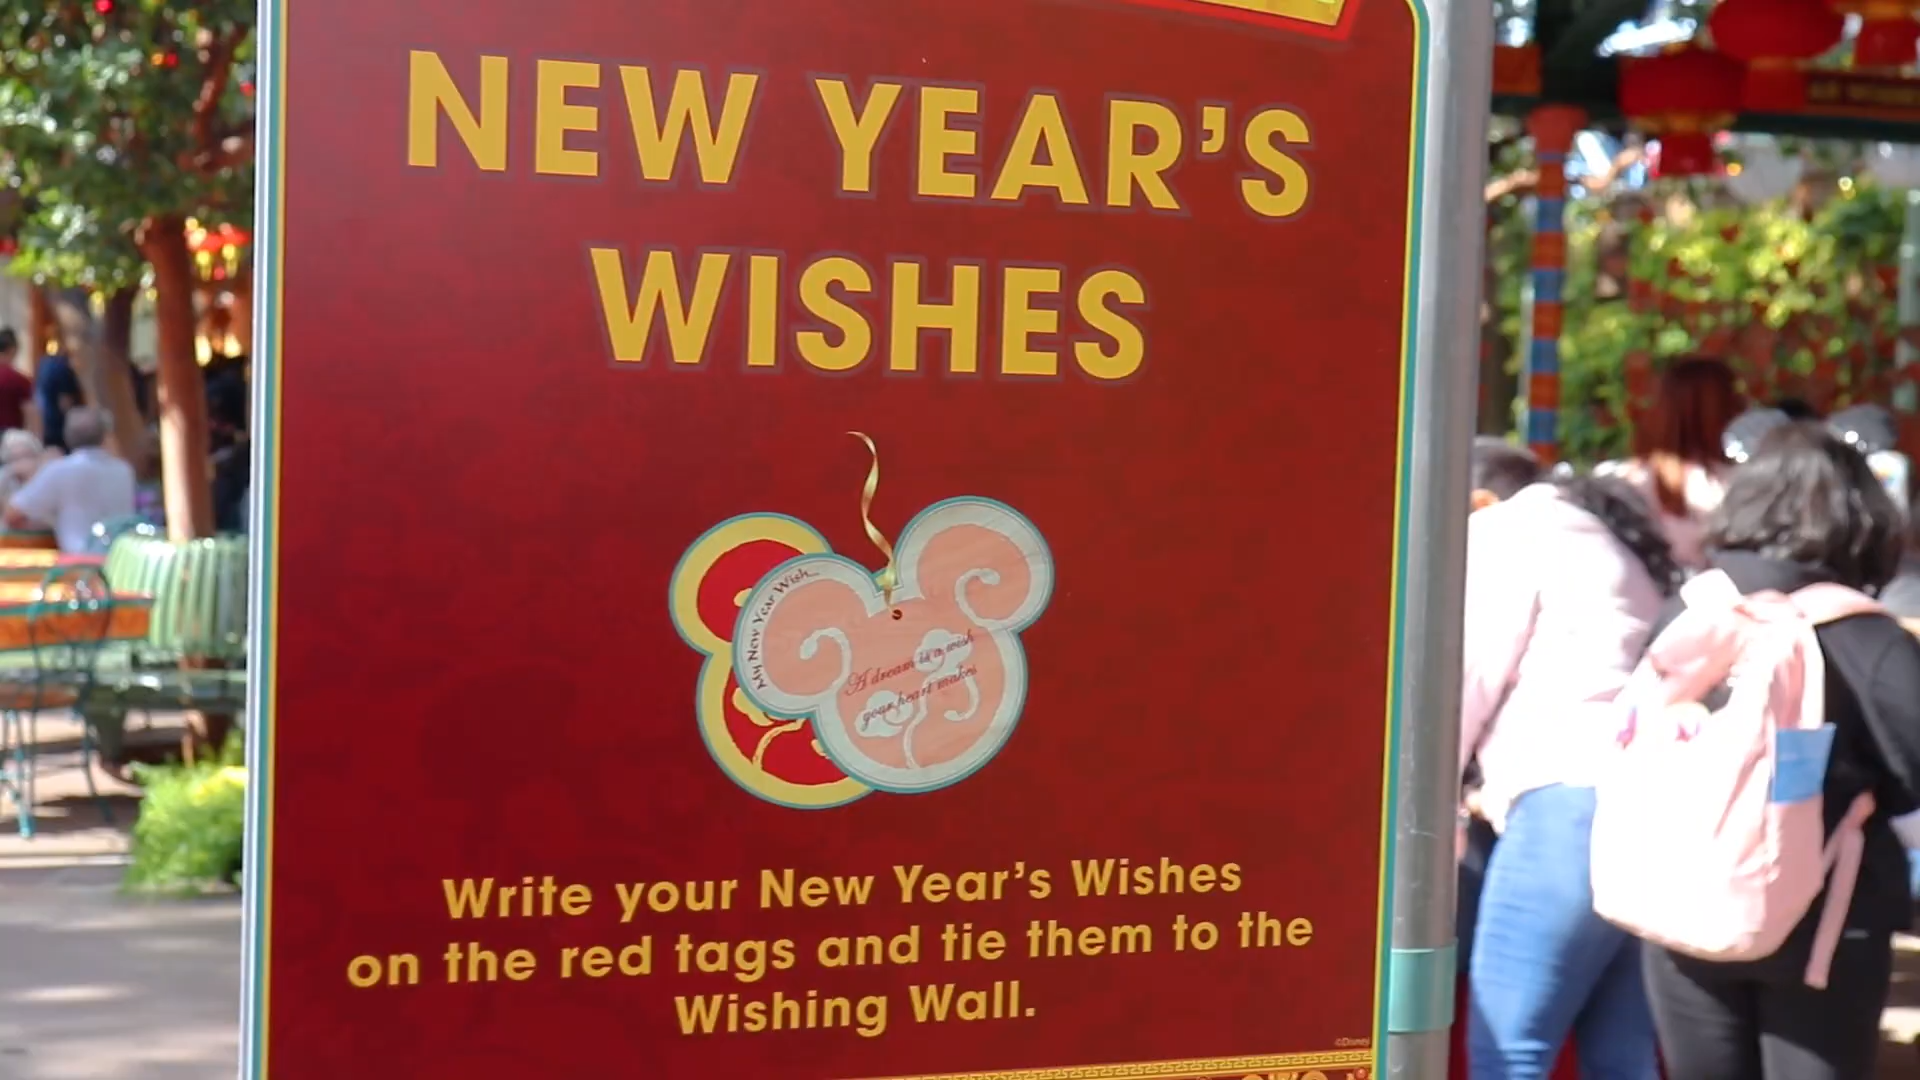 NEW YEAR'S
WISHES
My New Year Wish...
A dream is a wish
your heart makes
Write your New Year's Wishes
on the red tags and tie them to the
Wishing Wall.
©Disney